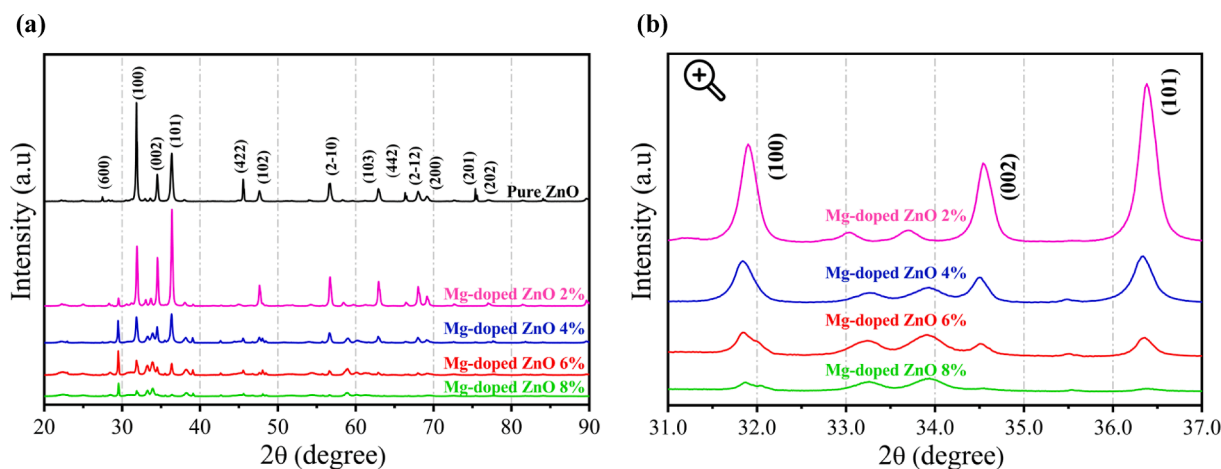 (a)
(b)
Intensity (a.u)
(600)
(100)
(002)
(101)
(422)
(102)
(2-10)
(103)
(442)
(2-12)
(200)
(201)
(202)
Pure ZnO
Mg-doped ZnO 2%
Mg-doped ZnO 4%
Mg-doped ZnO 6%
Mg-doped ZnO 8%
20 30 40 50 60 70 80 90
2θ (degree)
Intensity (a.u)
(100)
(002)
(101)
Mg-doped ZnO 2%
Mg-doped ZnO 4%
Mg-doped ZnO 6%
Mg-doped ZnO 8%
31.0 32.0 33.0 34.0 35.0 36.0 37.0
2θ (degree)